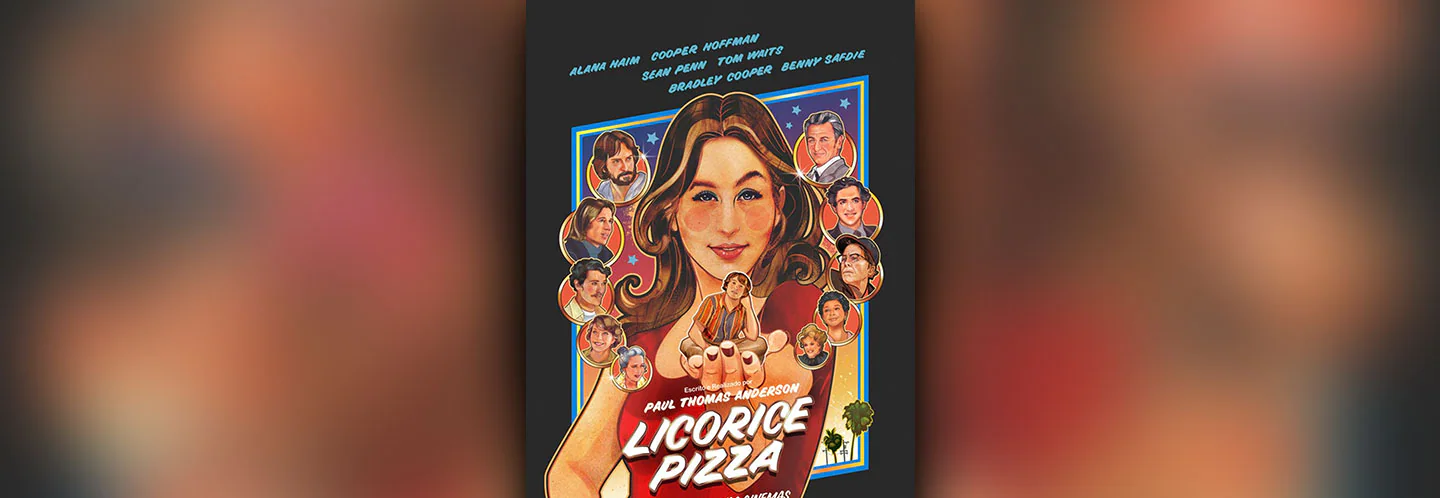 ALANA HAIM COOPER HOFFMAN
SEAN PENN TOM WAITS
BRADLEY COOPER BENNY SAFDIE
Escrito e Realizado por
PAUL THOMAS ANDERSON
LICORICE
PIZZA
CINEMAS